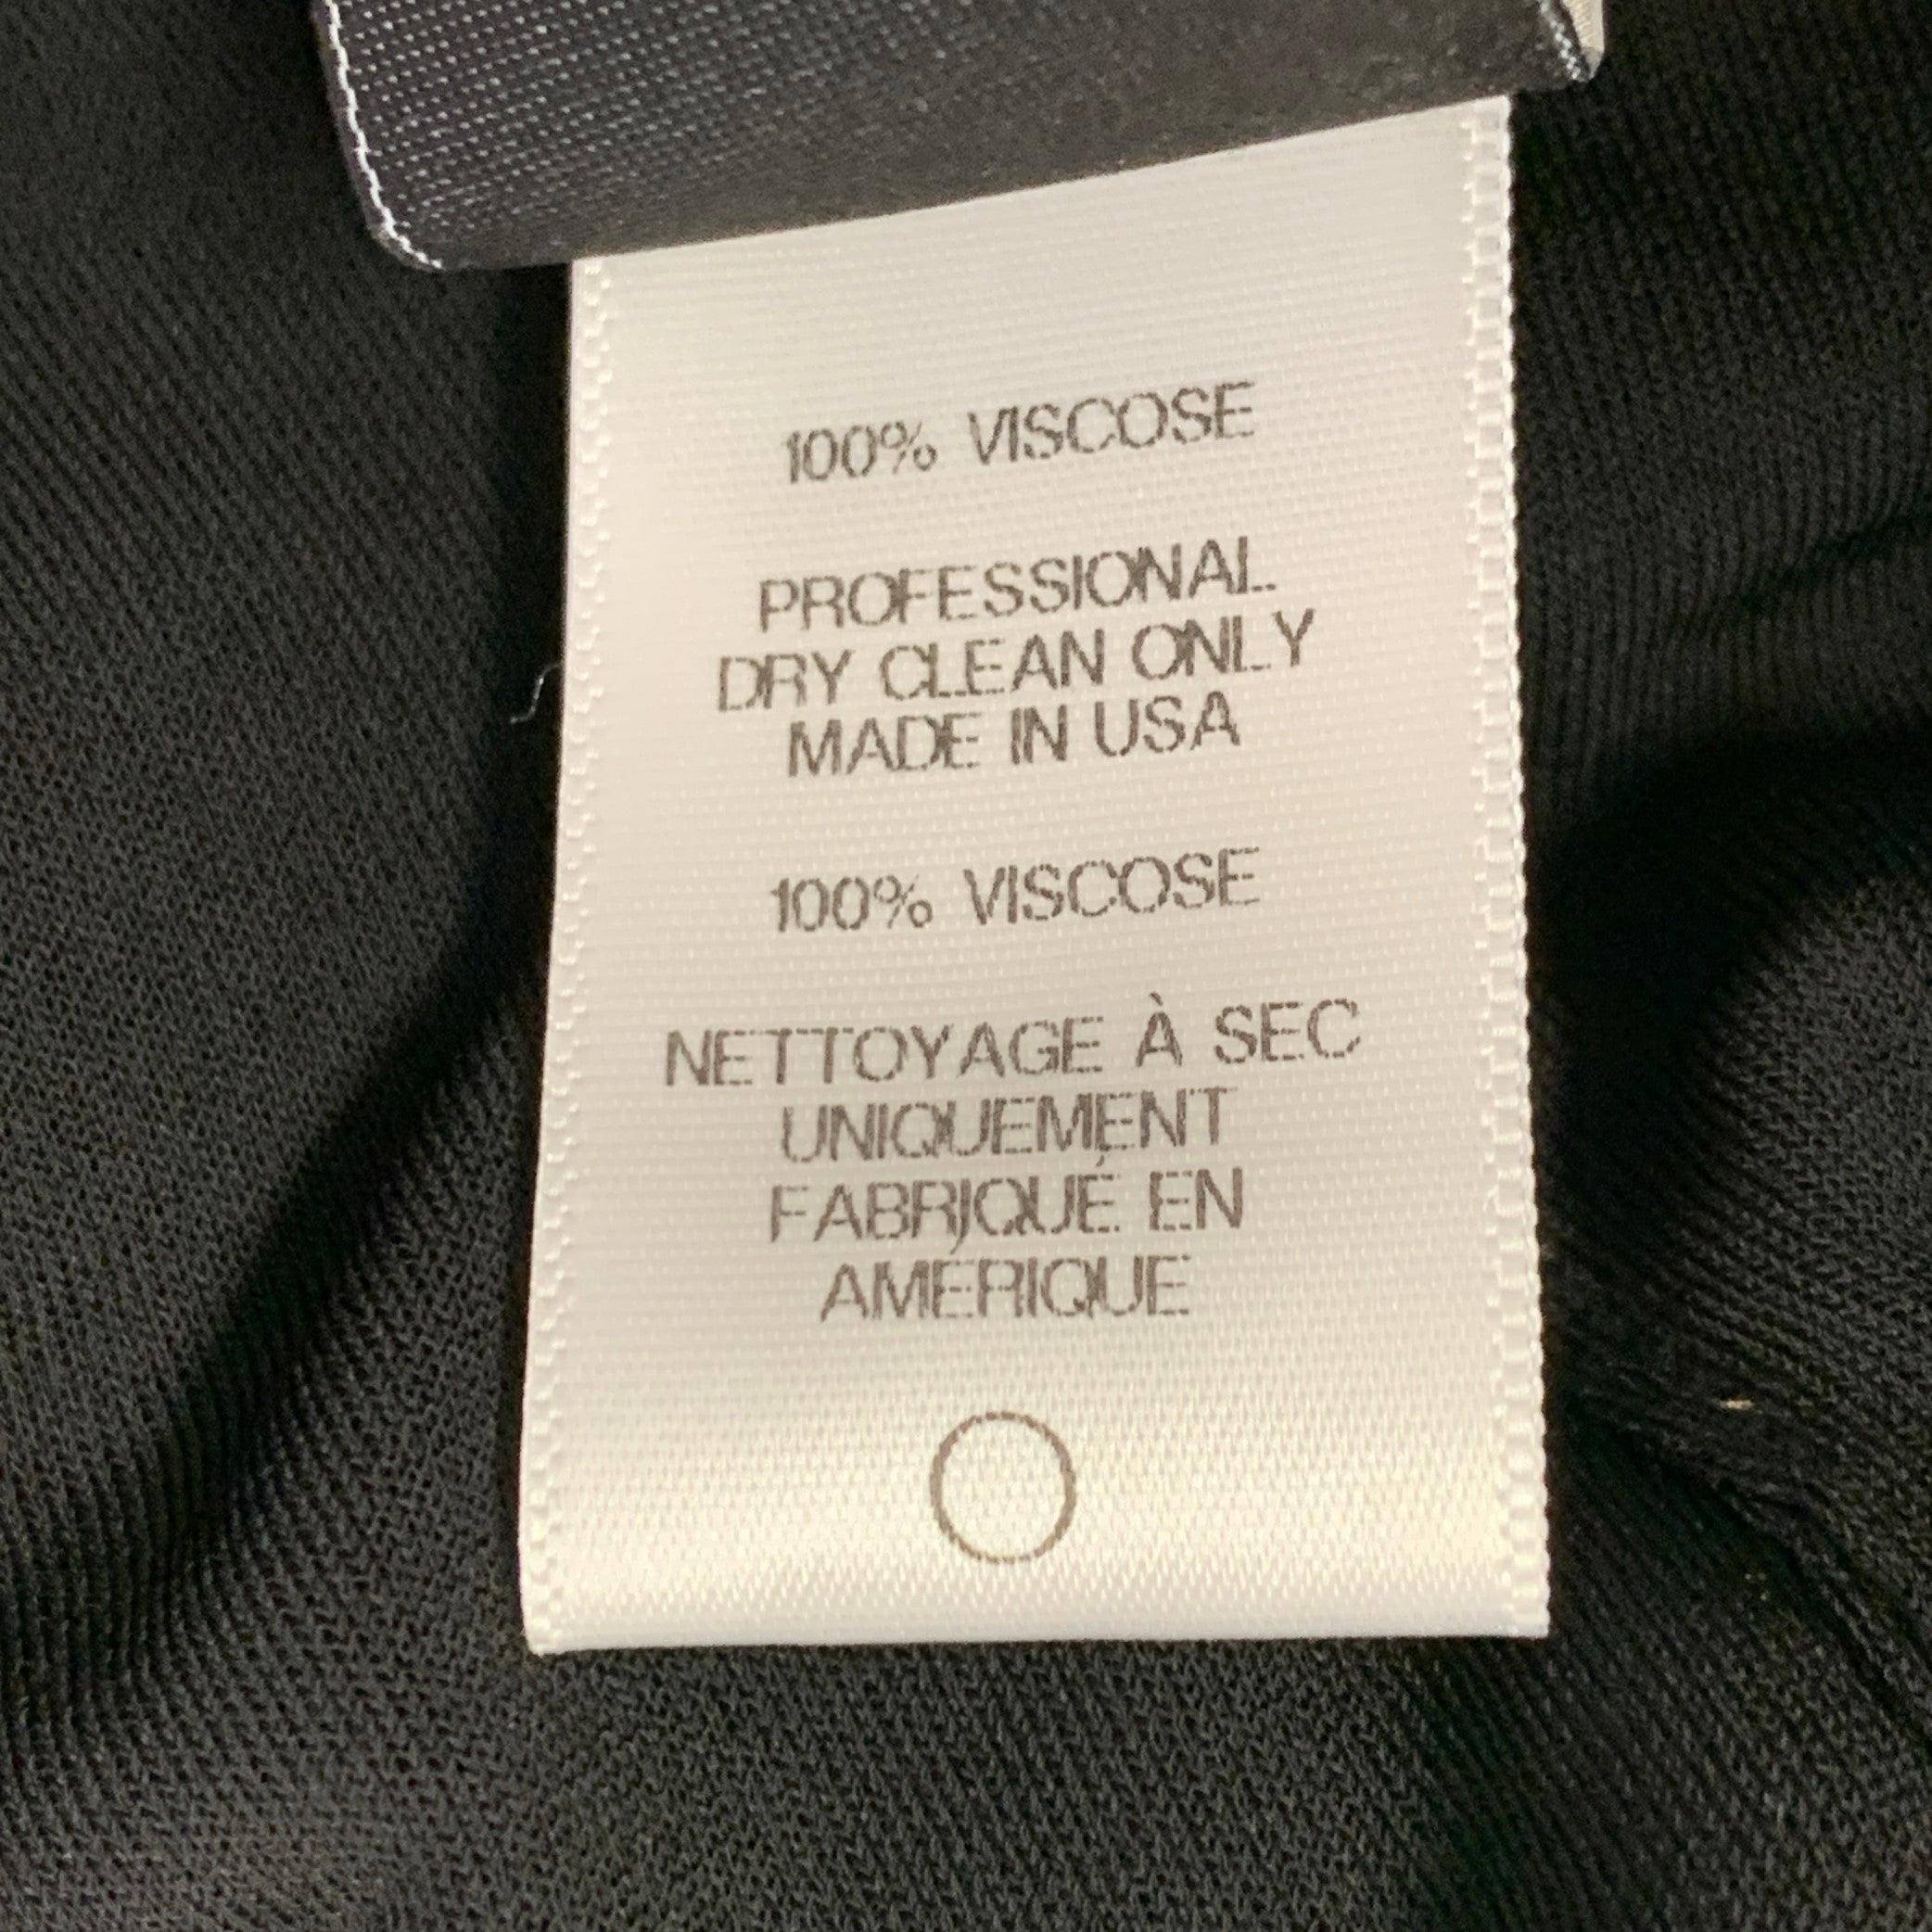 100% VISCOSE
PROFESSIONAL
DRY CLEAN ONLY
MADE IN USA
100% VISCOSE
NETTOYAGE À SEC
UNIQUEMENT
FABRIQUÉ EN
AMÉRIQUE